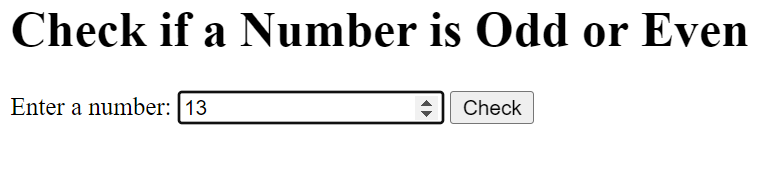 Check if a Number is Odd or Even
Enter a number: 13 Check